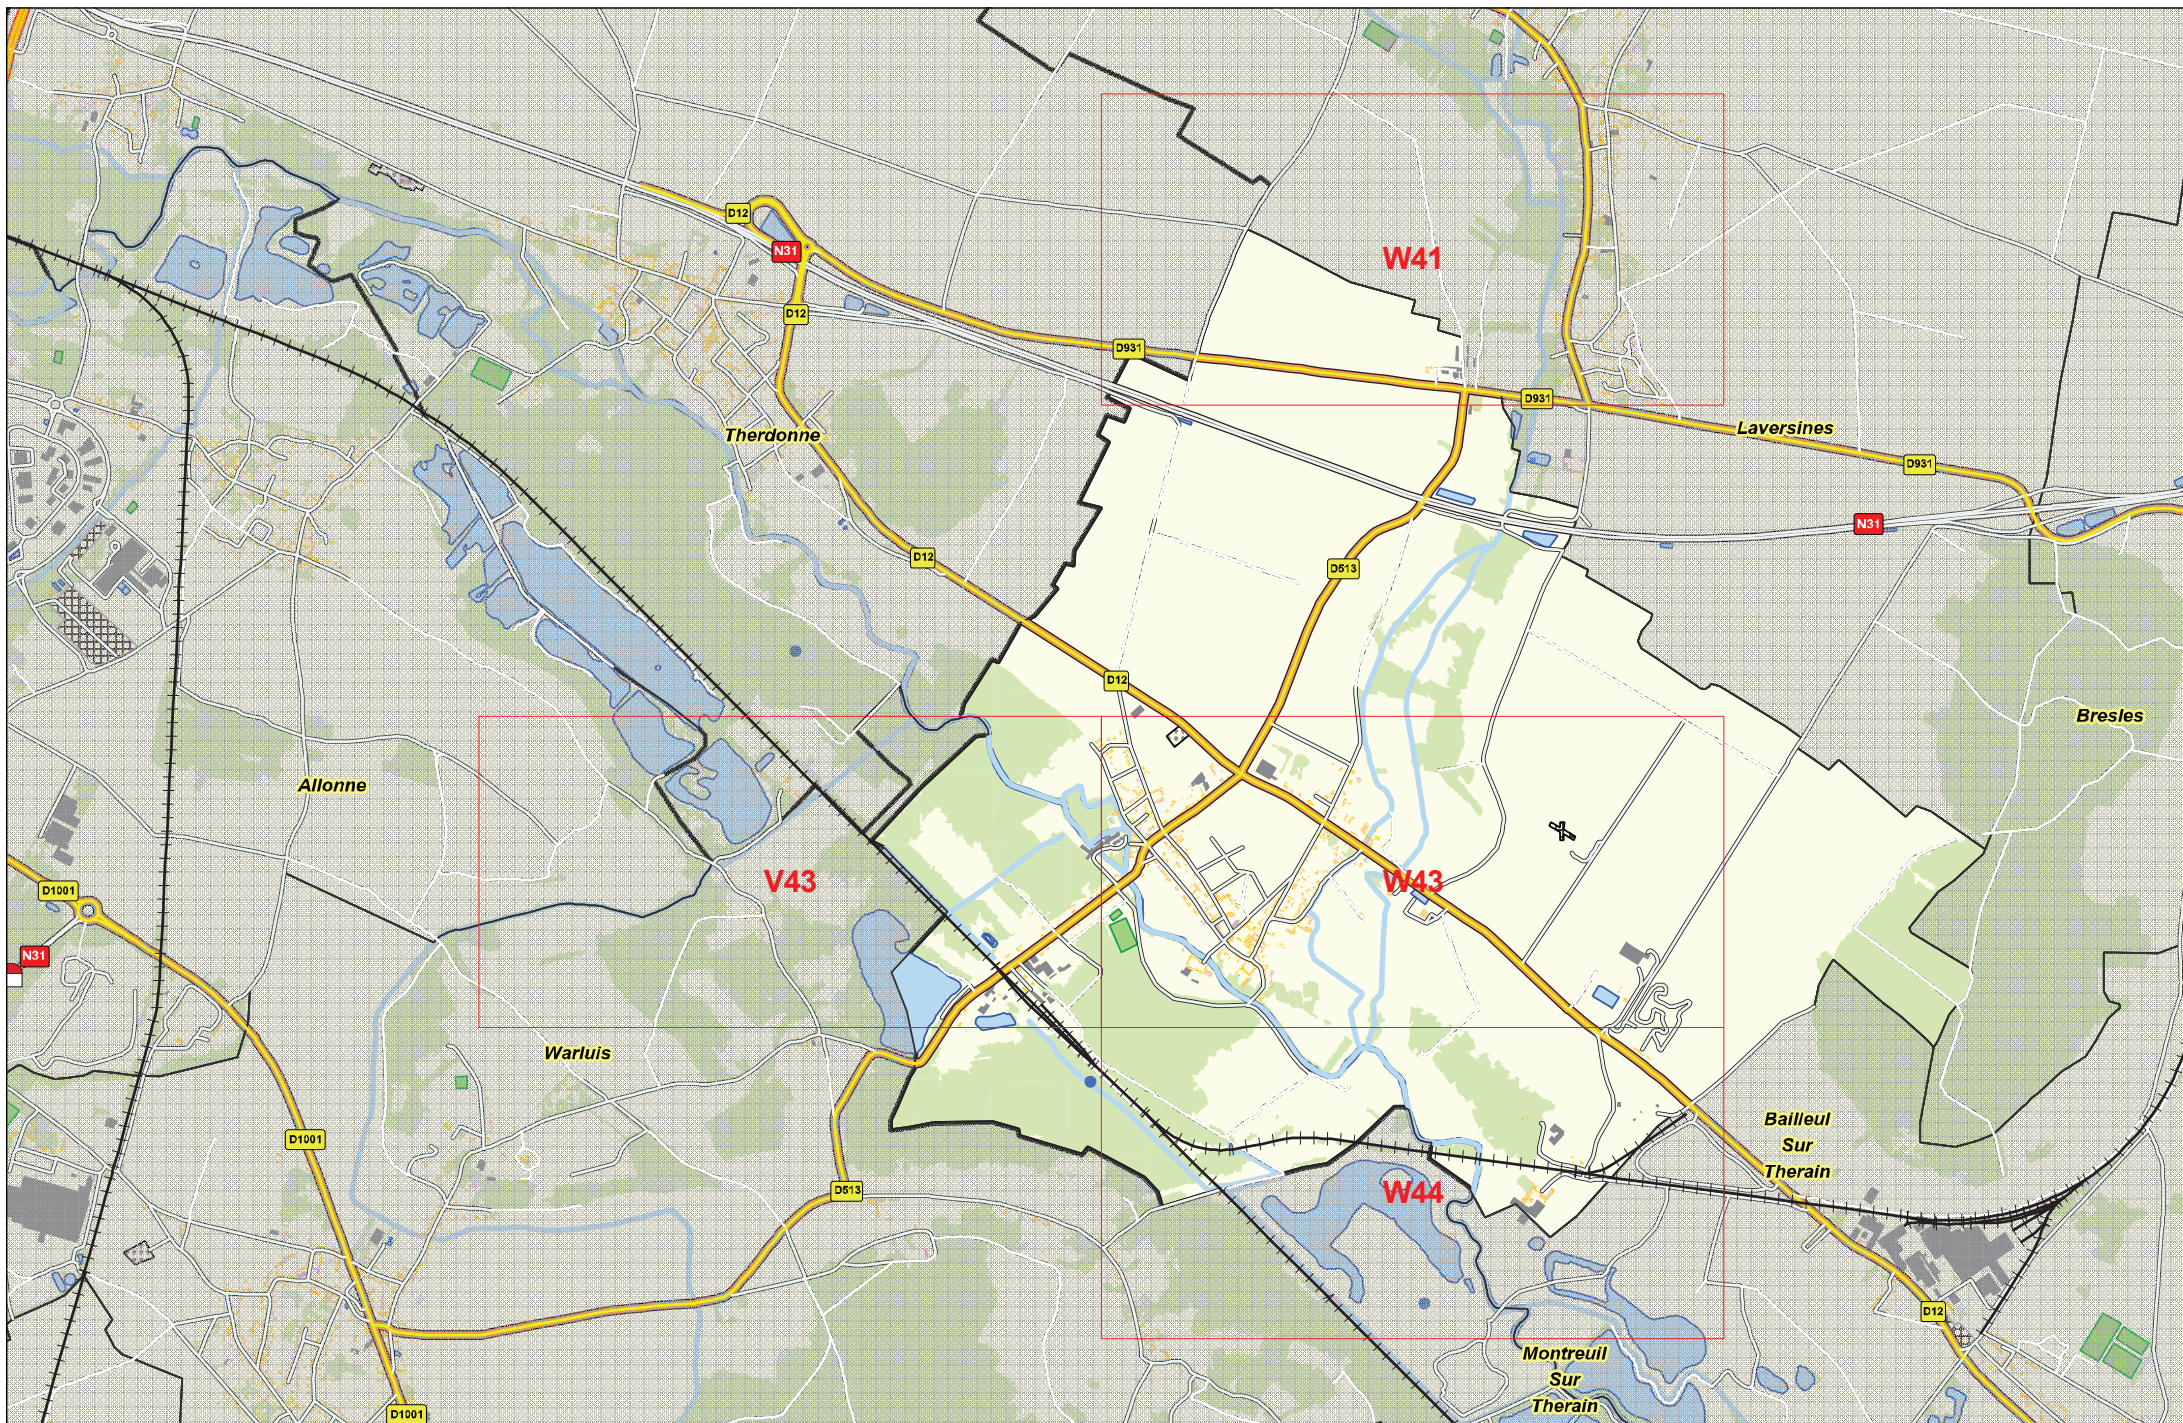 D12
N31
W41
D12
D931
D931
Therdonne
Laversines
D931
N31
D12
D513
D12
Bresles
Allonne
V43
W43
D1001
N31
Warluis
Bailleul
Sur
Therain
D1001
D513
W44
D12
Montreuil
Sur
Therain
D1001